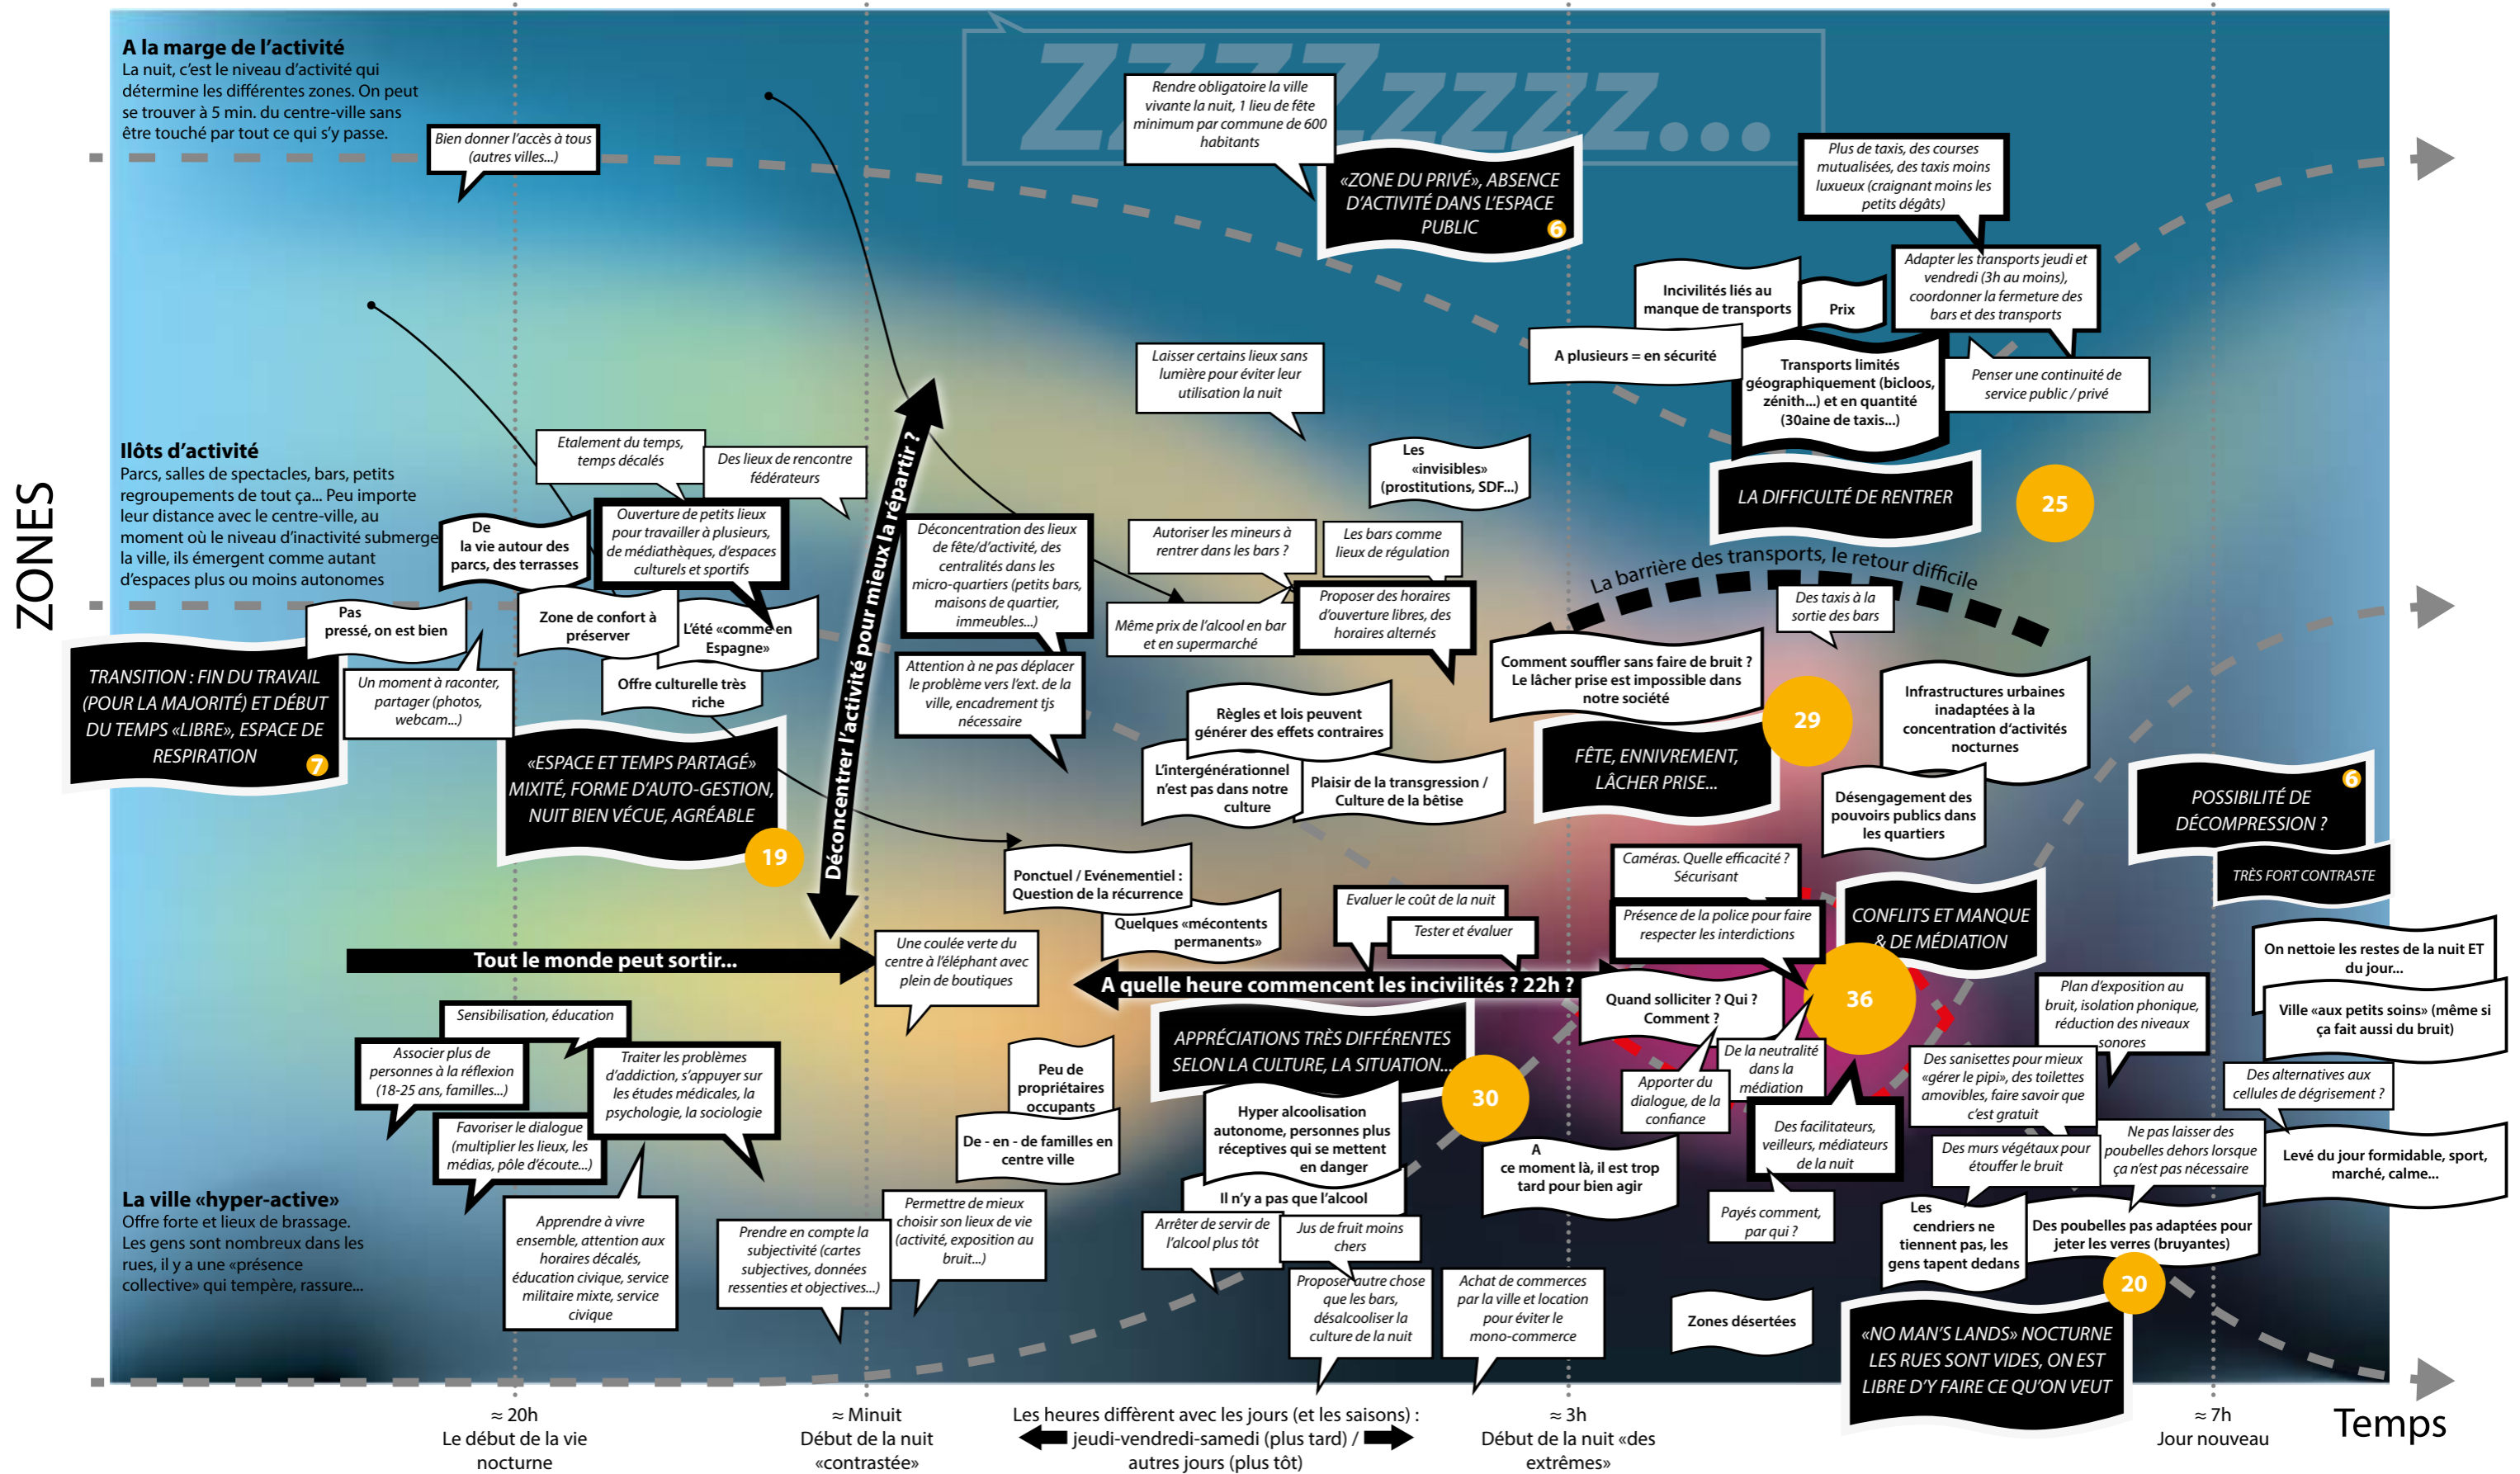 ZONES
A la marge de l'activité
La nuit, c'est le niveau d'activité qui
détermine les différentes zones. On peut
se trouver à 5 min. du centre-ville sans
être touché par tout ce qui s'y passe.
Bien donner l'accès à tous
(autres villes...)
ZZZZzzzz...
Rendre obligatoire la ville
vivante la nuit, 1 lieu de fête
minimum par commune de 600
habitants
«ZONE DU PRIVÉ», ABSENCE
D'ACTIVITÉ DANS L'ESPACE
PUBLIC
6
Plus de taxis, des courses
mutualisées, des taxis moins
luxueux (craignant moins les
petits dégâts)
Adapter les transports jeudi et
vendredi (3h au moins),
coordonner la fermeture des
bars et des transports
Incivilités liés au
manque de transports
Prix
A plusieurs = en sécurité
Transports limités
géographiquement (bicloos,
zénith...) et en quantité
(30aine de taxis...)
Penser une continuité de
service public / privé
LA DIFFICULTÉ DE RENTRER
25
Laisser certains lieux sans
lumière pour éviter leur
utilisation la nuit
Les
«invisibles»
(prostitutions, SDF...)
Ilôts d'activité
Parcs, salles de spectacles, bars, petits
regroupements de tout ça... Peu importe
leur distance avec le centre-ville, au
moment où le niveau d'inactivité submerge
la ville, ils émergent comme autant
d'espaces plus ou moins autonomes
Etalement du temps,
temps décalés
Des lieux de rencontre
fédérateurs
De
la vie autour des
parcs, des terrasses
Ouverture de petits lieux
pour travailler à plusieurs,
de médiathèques, d'espaces
culturels et sportifs
Pas
pressé, on est bien
Zone de confort à
préserver
L'été «comme en
Espagne»
Offre culturelle très
riche
Un moment à raconter,
partager (photos,
webcam...)
TRANSITION : FIN DU TRAVAIL
(POUR LA MAJORITÉ) ET DÉBUT
DU TEMPS «LIBRE», ESPACE DE
RESPIRATION
7
«ESPACE ET TEMPS PARTAGÉ»
MIXITÉ, FORME D'AUTO-GESTION,
NUIT BIEN VÉCUE, AGRÉABLE
19
Déconcentrer l'activité pour mieux la répartir ?
Déconcentration des lieux
de fête/d'activité, des
centralités dans les
micro-quartiers (petits bars,
maisons de quartier,
immeubles...)
Attention à ne pas déplacer
le problème vers l'ext. de la
ville, encadrement tjs
nécessaire
Autoriser les mineurs à
rentrer dans les bars ?
Les bars comme
lieux de régulation
Même prix de l'alcool en bar
et en supermarché
Proposer des horaires
d'ouverture libres, des
horaires alternés
Règles et lois peuvent
générer des effets contraires
L'intergénérationnel
n'est pas dans notre
culture
Plaisir de la transgression /
Culture de la bêtise
La barrière des transports, le retour difficile
Des taxis à la
sortie des bars
Comment souffler sans faire de bruit ?
Le lâcher prise est impossible dans
notre société
29
FÊTE, ENNIVREMENT,
LÂCHER PRISE...
Infrastructures urbaines
inadaptées à la
concentration d'activités
nocturnes
Désengagement des
pouvoirs publics dans
les quartiers
6
POSSIBILITÉ DE
DÉCOMPRESSION ?
TRÈS FORT CONTRASTE
Ponctuel / Evénementiel :
Question de la récurrence
Quelques «mécontents
permanents»
Evaluer le coût de la nuit
Tester et évaluer
Caméras. Quelle efficacité ?
Sécurisant
Présence de la police pour faire
respecter les interdictions
CONFLITS ET MANQUE
& DE MÉDIATION
36
Tout le monde peut sortir...
Une coulée verte du
centre à l'éléphant avec
plein de boutiques
A quelle heure commencent les incivilités ? 22h ?
Quand solliciter ? Qui ?
Comment ?
APPRÉCIATIONS TRÈS DIFFÉRENTES
SELON LA CULTURE, LA SITUATION...
30
Apporter du
dialogue, de la
confiance
De la neutralité
dans la
médiation
Des facilitateurs,
veilleurs, médiateurs
de la nuit
Payés comment,
par qui ?
On nettoie les restes de la nuit ET
du jour...
Ville «aux petits soins» (même si
ça fait aussi du bruit)
Plan d'exposition au
bruit, isolation phonique,
réduction des niveaux
sonores
Des sanisettes pour mieux
«gérer le pipi», des toilettes
amovibles, faire savoir que
c'est gratuit
Des alternatives aux
cellules de dégrisement ?
Des murs végétaux pour
étouffer le bruit
Ne pas laisser des
poubelles dehors lorsque
ça n'est pas nécessaire
Levé du jour formidable, sport,
marché, calme...
Les
cendriers ne
tiennent pas, les
gens tapent dedans
Des poubelles pas adaptées pour
jeter les verres (bruyantes)
20
«NO MAN'S LANDS» NOCTURNE
LES RUES SONT VIDES, ON EST
LIBRE D'Y FAIRE CE QU'ON VEUT
Zones désertées
Sensibilisation, éducation
Associer plus de
personnes à la réflexion
(18-25 ans, familles...)
Traiter les problèmes
d'addiction, s'appuyer sur
les études médicales, la
psychologie, la sociologie
Favoriser le dialogue
(multiplier les lieux, les
médias, pôle d'écoute...)
Peu de
propriétaires
occupants
De - en - de familles en
centre ville
Hyper alcoolisation
autonome, personnes plus
réceptives qui se mettent
en danger
Il n'y a pas que l'alcool
A
ce moment là, il est trop
tard pour bien agir
La ville «hyper-active»
Offre forte et lieux de brassage.
Les gens sont nombreux dans les
rues, il y a une «présence
collective» qui tempère, rassure...
Apprendre à vivre
ensemble, attention aux
horaires décalés,
éducation civique, service
militaire mixte, service
civique
Prendre en compte la
subjectivité (cartes
subjectives, données
ressenties et objectives...)
Permettre de mieux
choisir son lieux de vie
(activité, exposition au
bruit...)
Arrêter de servir de
l'alcool plus tôt
Jus de fruit moins
chers
Proposer autre chose
que les bars,
désalcooliser la
culture de la nuit
Achat de commerces
par la ville et location
pour éviter le
mono-commerce
≈ 20h
Le début de la vie
nocturne
≈ Minuit
Début de la nuit
«contrastée»
Les heures diffèrent avec les jours (et les saisons) :
jeudi-vendredi-samedi (plus tard) /
autres jours (plus tôt)
≈ 3h
Début de la nuit «des
extrêmes»
≈ 7h
Jour nouveau
Temps